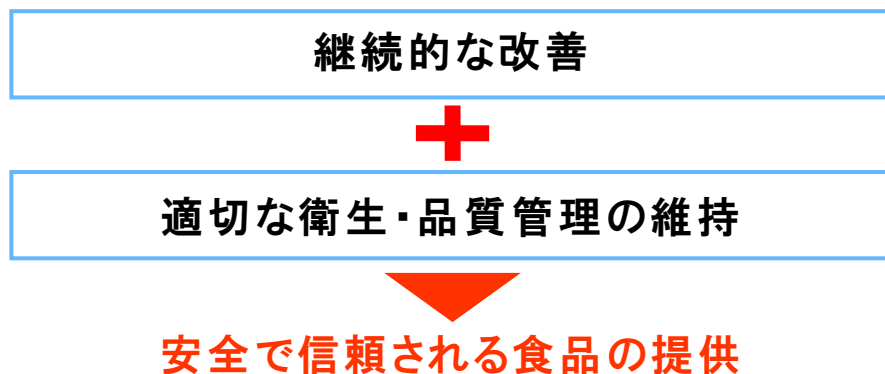 継続的な改善
適切な衛生・品質管理の維持
安全で信頼される食品の提供